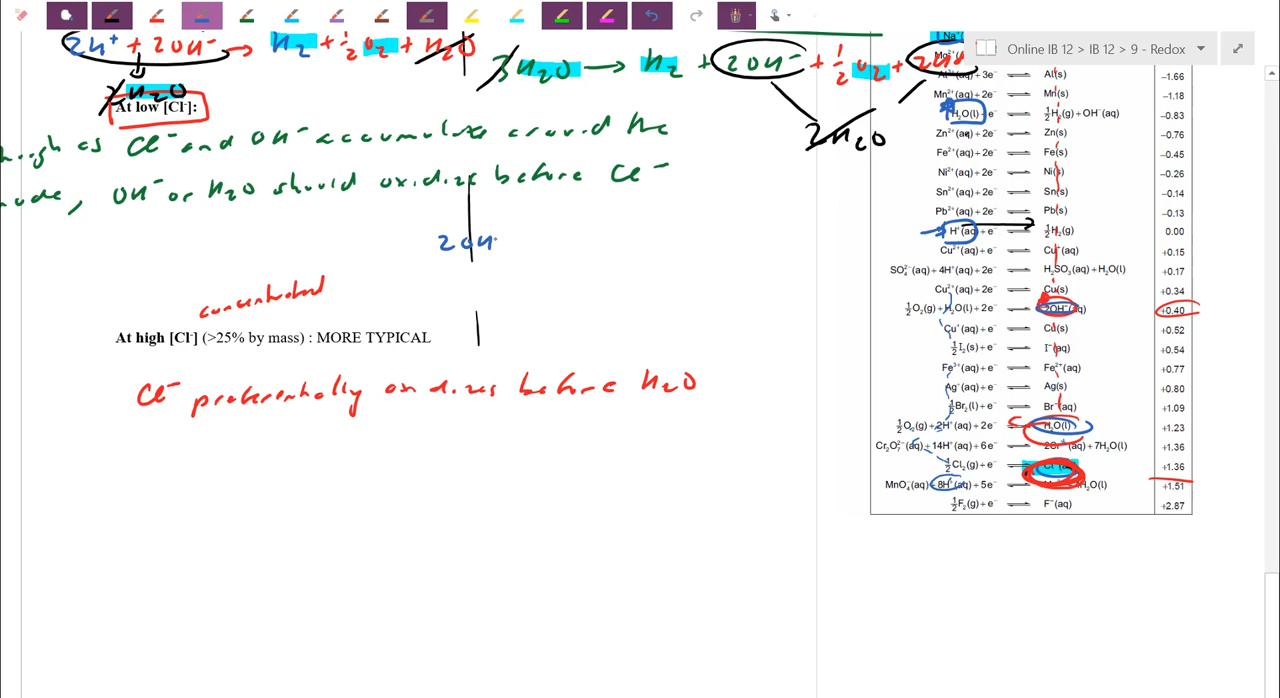 Online IB 12 > IB 12 > 9 - Redox
2H⁺ + 2OH⁻ → H₂ + ½O₂ + H₂O
H₂O
3H₂O → H₂ + 2OH⁻ + ½O₂ +
2H₂O
At low [Cl⁻]:
as Cl⁻ and OH⁻ accumulate around the
OH⁻ or H₂O should oxidize before Cl⁻
2OH⁻
concentrated
At high [Cl⁻] (>25% by mass) : MORE TYPICAL
Cl⁻ preferentially oxidizes before H₂O
+ 3e⁻ ⇌ Al(s) –1.66
Mn²⁺(aq) + 2e⁻ ⇌ Mn(s) –1.18
H₂O(l) + e⁻ ⇌ ½H₂(g) + OH⁻(aq) –0.83
Zn²⁺(aq) + 2e⁻ ⇌ Zn(s) –0.76
Fe²⁺(aq) + 2e⁻ ⇌ Fe(s) –0.45
Ni²⁺(aq) + 2e⁻ ⇌ Ni(s) –0.26
Sn²⁺(aq) + 2e⁻ ⇌ Sn(s) –0.14
Pb²⁺(aq) + 2e⁻ ⇌ Pb(s) –0.13
H⁺(aq) + e⁻ ⇌ ½H₂(g) 0.00
Cu²⁺(aq) + e⁻ ⇌ Cu⁺(aq) +0.15
SO₄²⁻(aq) + 4H⁺(aq) + 2e⁻ ⇌ H₂SO₃(aq) + H₂O(l) +0.17
Cu²⁺(aq) + 2e⁻ ⇌ Cu(s) +0.34
½O₂(g) + H₂O(l) + 2e⁻ ⇌ 2OH⁻(aq) +0.40
Cu⁺(aq) + e⁻ ⇌ Cu(s) +0.52
½I₂(s) + e⁻ ⇌ I⁻(aq) +0.54
Fe³⁺(aq) + e⁻ ⇌ Fe²⁺(aq) +0.77
Ag⁺(aq) + e⁻ ⇌ Ag(s) +0.80
½Br₂(l) + e⁻ ⇌ Br⁻(aq) +1.09
½O₂(g) + 2H⁺(aq) + 2e⁻ ⇌ H₂O(l) +1.23
Cr₂O₇²⁻(aq) + 14H⁺(aq) + 6e⁻ ⇌ 2Cr³⁺(aq) + 7H₂O(l) +1.36
½Cl₂(g) + e⁻ ⇌ Cl⁻(aq) +1.36
MnO₄⁻(aq) + 8H⁺(aq) + 5e⁻ ⇌ H₂O(l) +1.51
½F₂(g) + e⁻ ⇌ F⁻(aq) +2.87